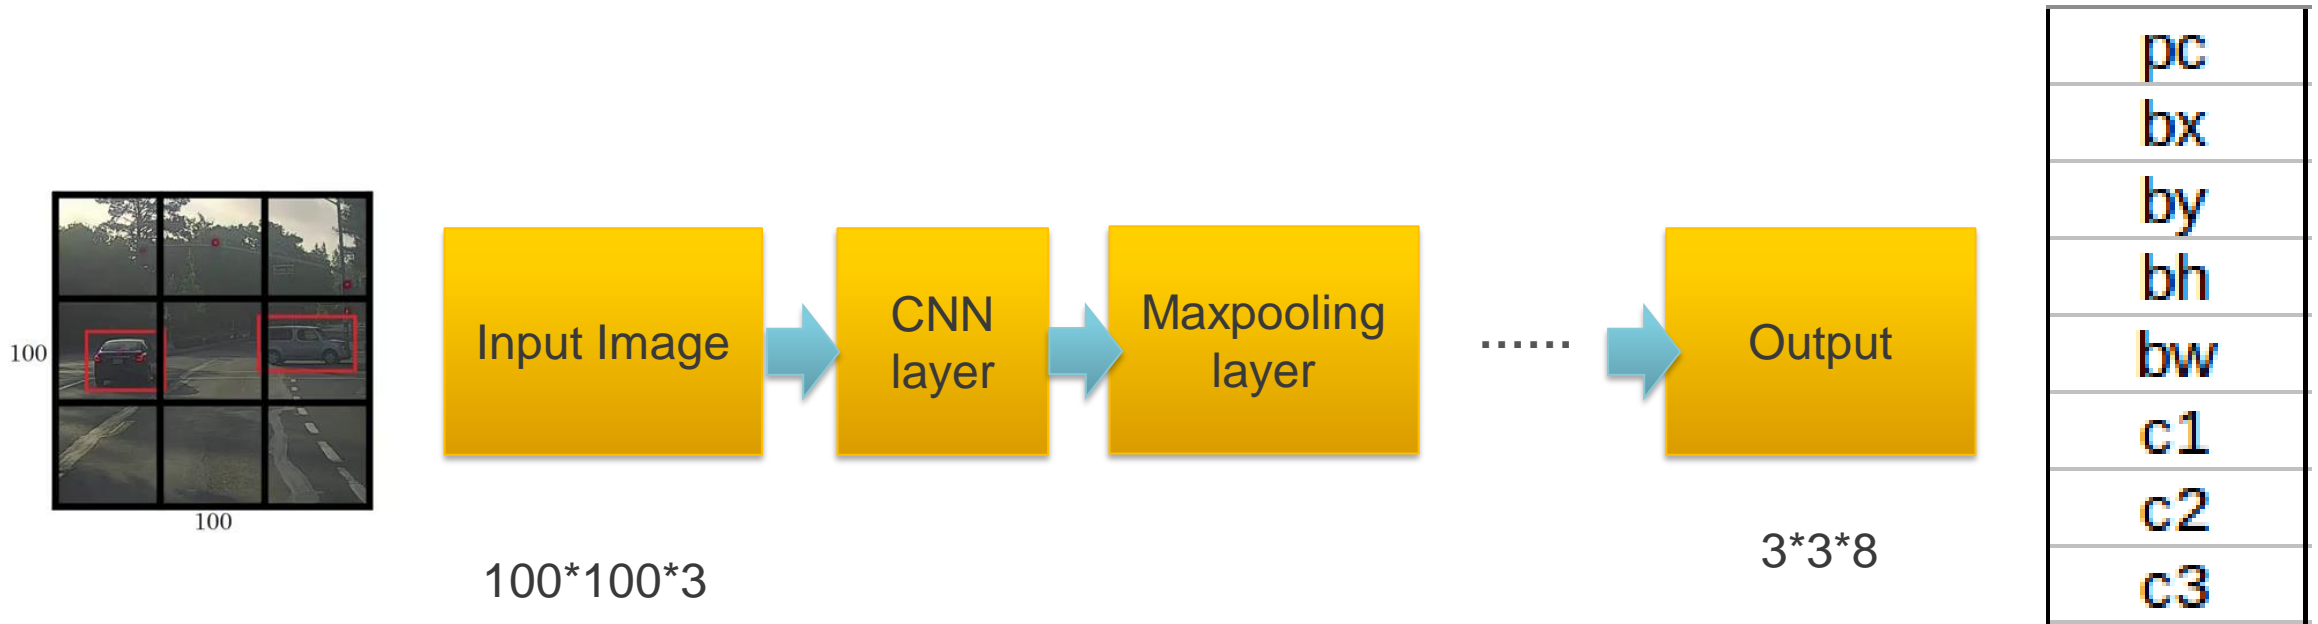 100
100
Input Image
100*100*3
CNN
layer
Maxpooling
layer
......
Output
3*3*8
pc
bx
by
bh
bw
c1
c2
c3